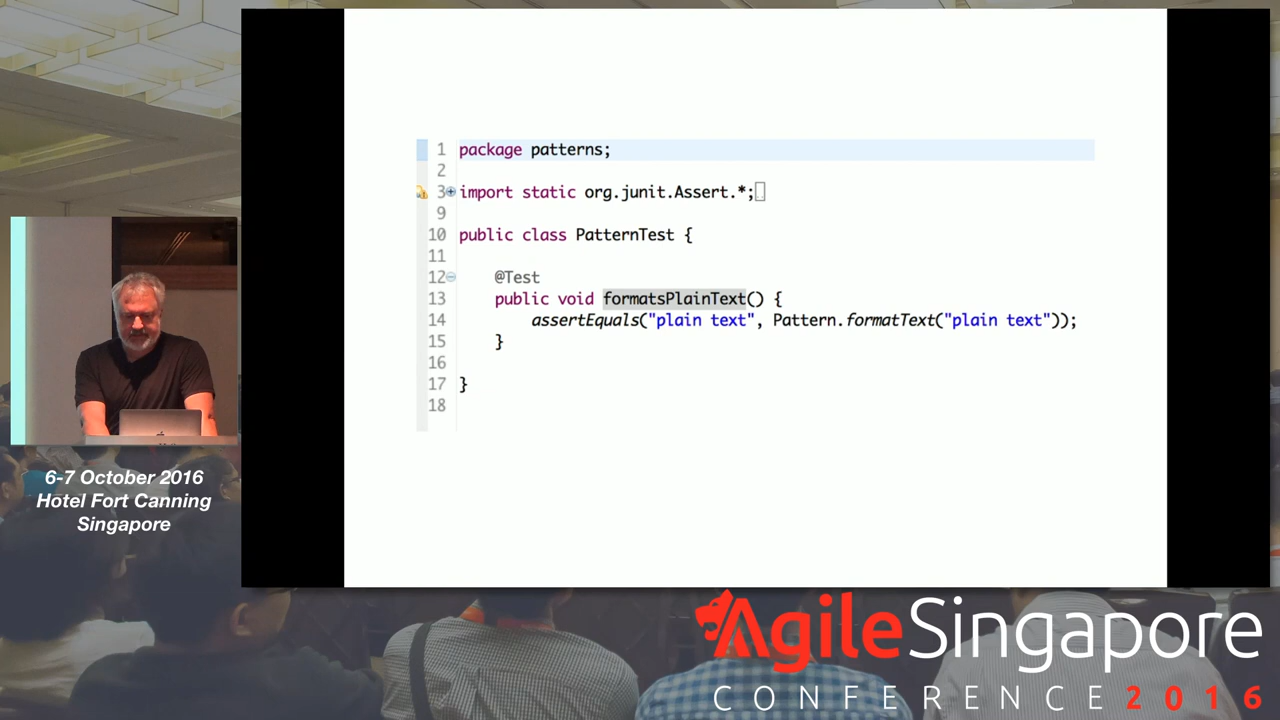 1 package patterns;
2
3 import static org.junit.Assert.*;
9
10 public class PatternTest {
11
12 @Test
13 public void formatsPlainText() {
14 assertEquals("plain text", Pattern.formatText("plain text"));
15 }
16
17 }
18
6-7 October 2016
Hotel Fort Canning
Singapore
AgileSingapore
CONFERENCE 2016